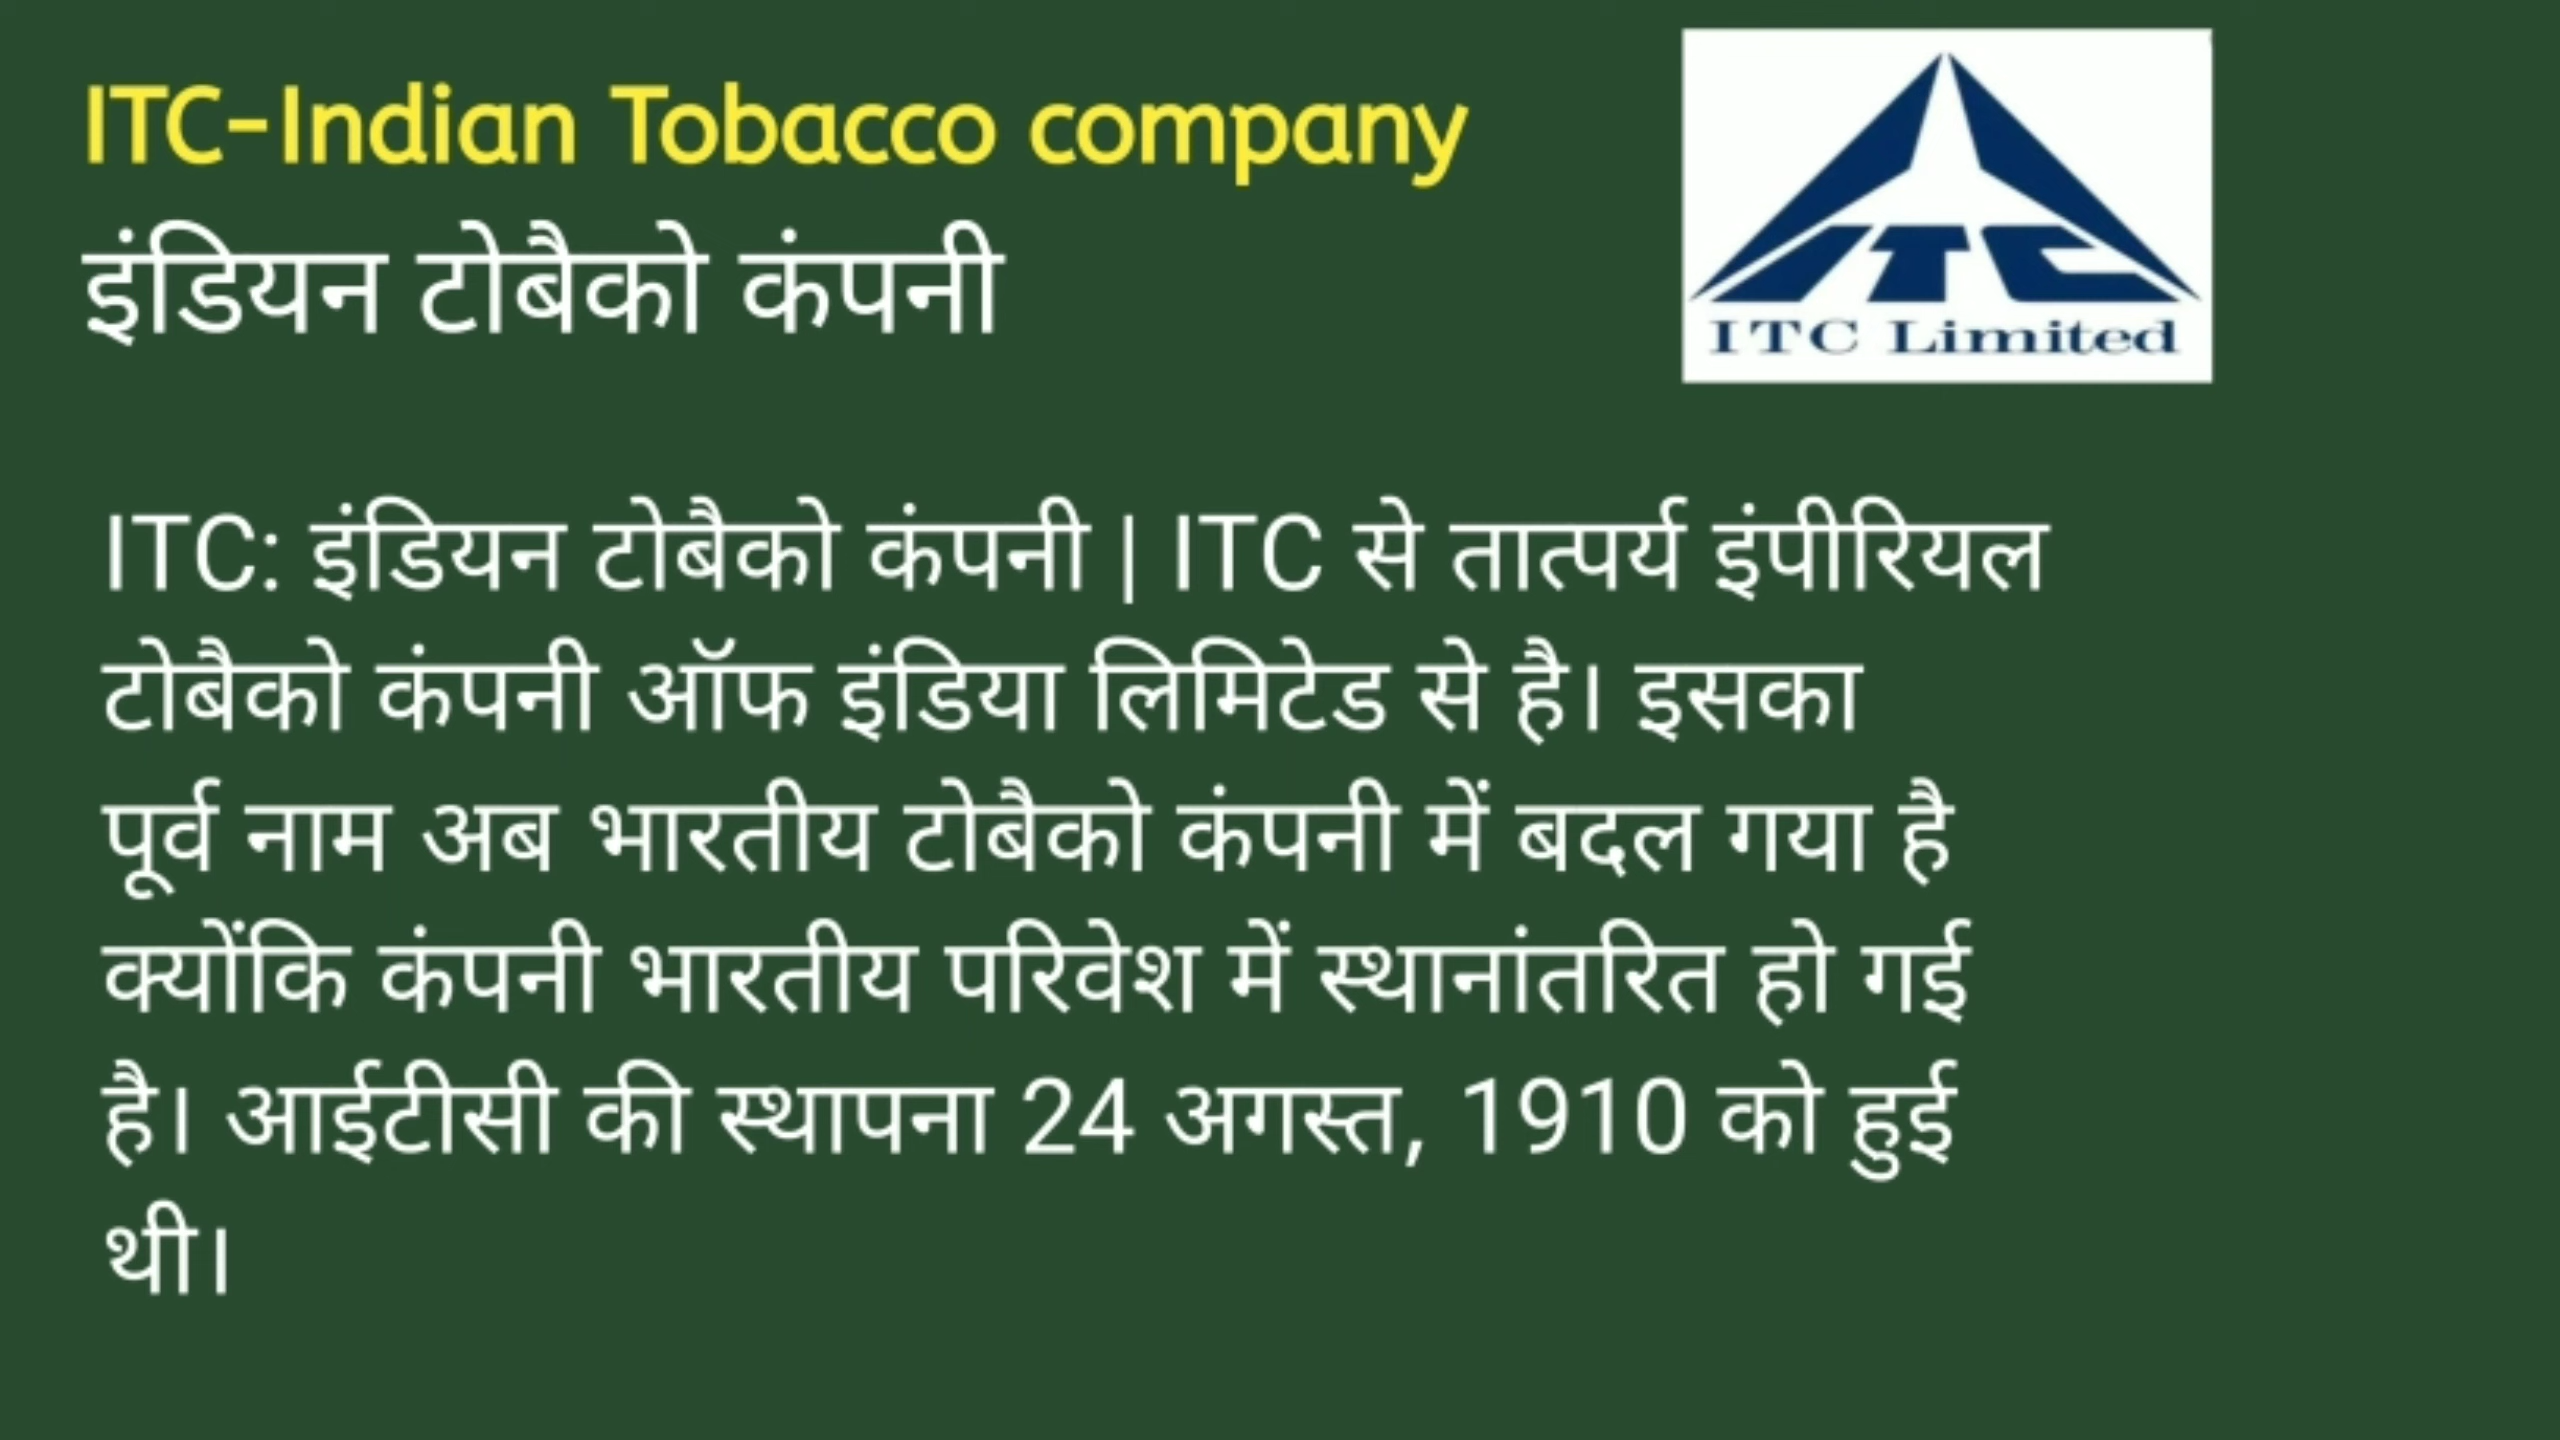 ITC-Indian Tobacco company
इंडियन टोबैको कंपनी
ITC
ITC Limited
ITC: इंडियन टोबैको कंपनी | ITC से तात्पर्य इंपीरियल
टोबैको कंपनी ऑफ इंडिया लिमिटेड से है। इसका
पूर्व नाम अब भारतीय टोबैको कंपनी में बदल गया है
क्योंकि कंपनी भारतीय परिवेश में स्थानांतरित हो गई
है। आईटीसी की स्थापना 24 अगस्त, 1910 को हुई
थी।